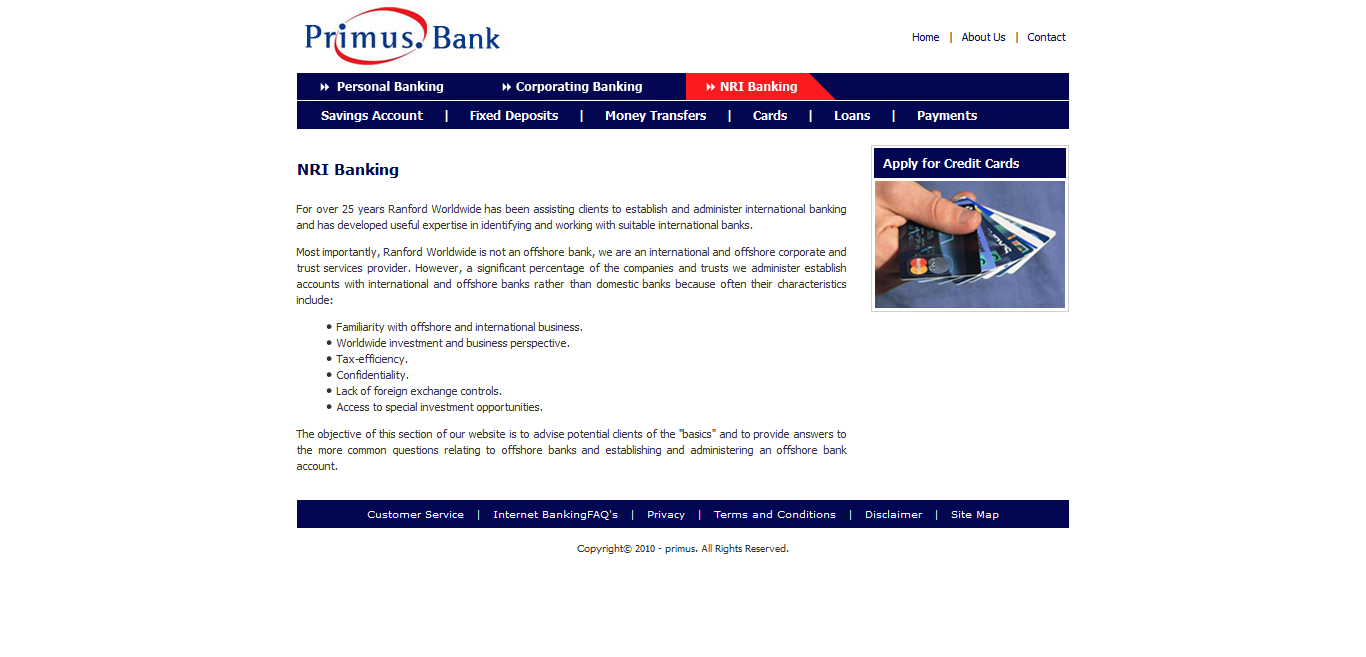 Primus. Bank
Home | About Us | Contact
Personal Banking Corporating Banking NRI Banking
Savings Account | Fixed Deposits | Money Transfers | Cards | Loans | Payments
NRI Banking
Apply for Credit Cards
For over 25 years Ranford Worldwide has been assisting clients to establish and administer international banking
and has developed useful expertise in identifying and working with suitable international banks.
Most importantly, Ranford Worldwide is not an offshore bank, we are an international and offshore corporate and
trust services provider. However, a significant percentage of the companies and trusts we administer establish
accounts with international and offshore banks rather than domestic banks because often their characteristics
include:
• Familiarity with offshore and international business.
• Worldwide investment and business perspective.
• Tax-efficiency.
• Confidentiality.
• Lack of foreign exchange controls.
• Access to special investment opportunities.
The objective of this section of our website is to advise potential clients of the "basics" and to provide answers to
the more common questions relating to offshore banks and establishing and administering an offshore bank
account.
Customer Service | Internet BankingFAQ's | Privacy | Terms and Conditions | Disclaimer | Site Map
Copyright© 2010 - primus. All Rights Reserved.